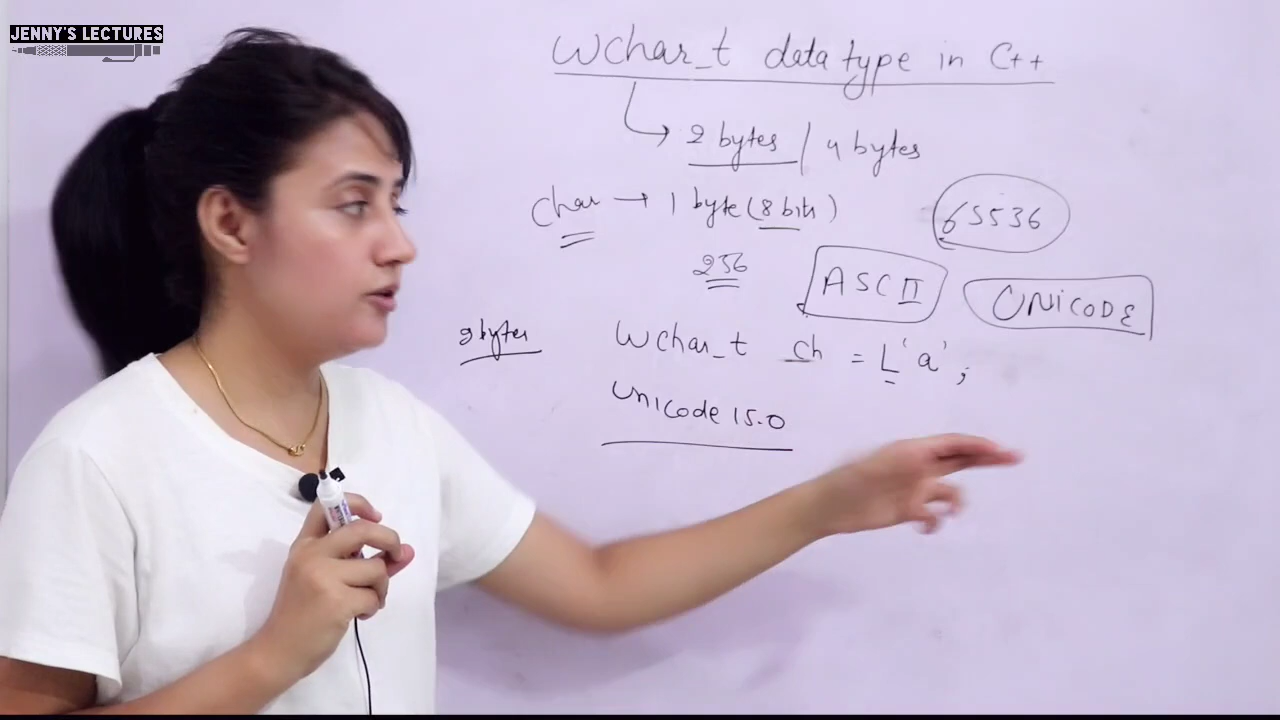 JENNY'S LECTURES
wchar_t data type in C++
2 bytes / 4 bytes
char → 1 byte (8 bits)
65536
256
ASCII
UNICODE
2 bytes
wchar_t ch = L'a';
Unicode 15.0